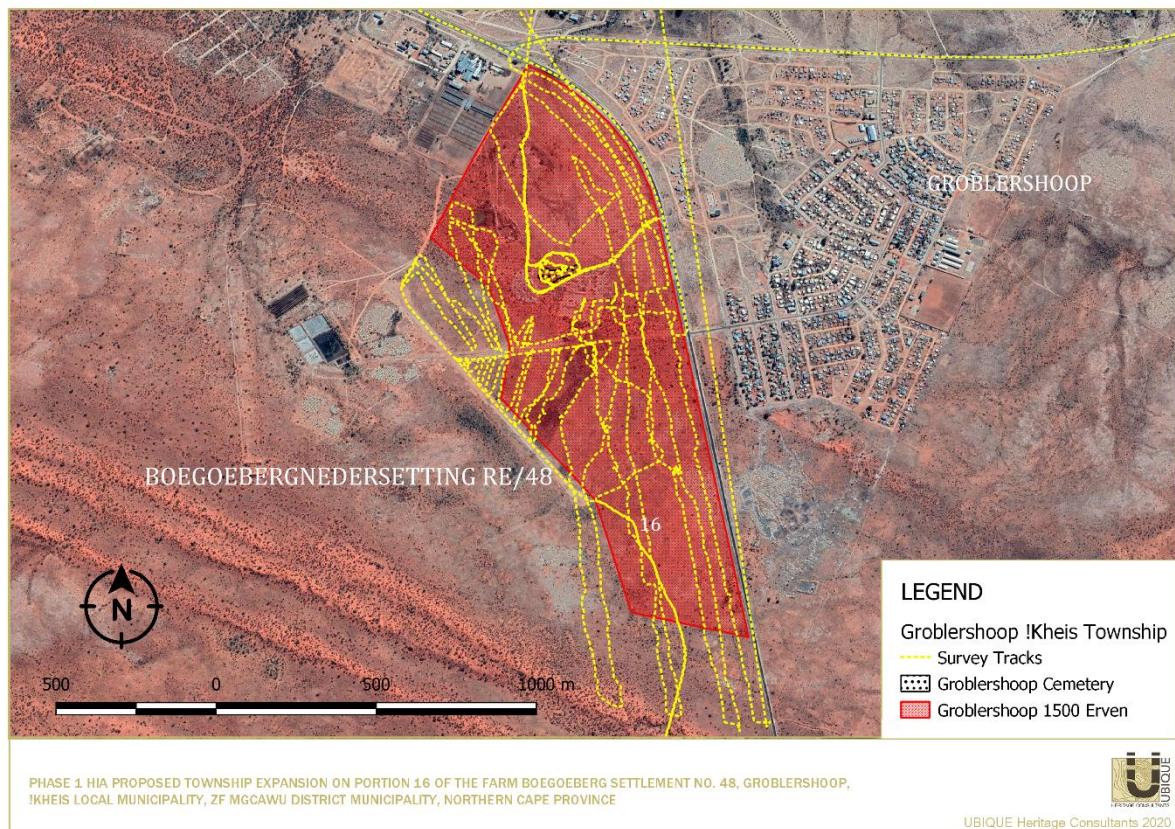 GROBLERSHOOP
BOEGOEBERGNEDERSETTING RE/48
16
N
500 0 500 1000 m
LEGEND
Groblershoop !Kheis Township
Survey Tracks
Groblershoop Cemetery
Groblershoop 1500 Erven
PHASE 1 HIA PROPOSED TOWNSHIP EXPANSION ON PORTION 16 OF THE FARM BOEGOEBERG SETTLEMENT NO. 48, GROBLERSHOOP,
!KHEIS LOCAL MUNICIPALITY, ZF MGCAWU DISTRICT MUNICIPALITY, NORTHERN CAPE PROVINCE
UBIQUE
HERITAGE CONSULTANTS
UBIQUE Heritage Consultants 2020